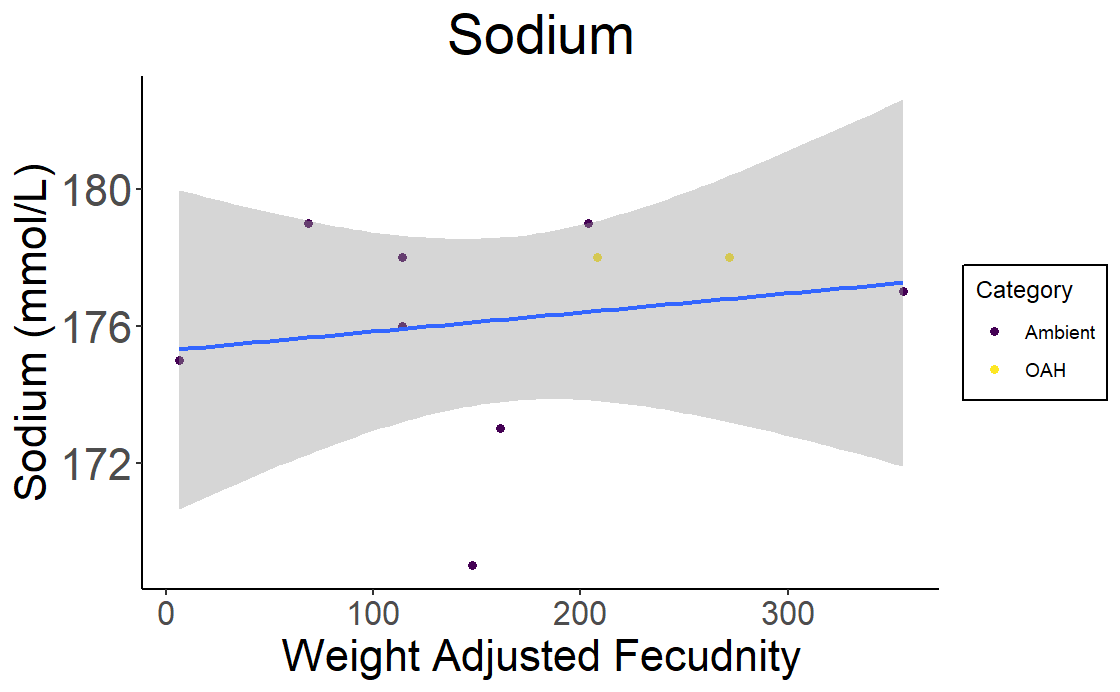 Sodium
Sodium (mmol/L)
180
176
172
0 100 200 300
Weight Adjusted Fecudnity
Category
Ambient
OAH